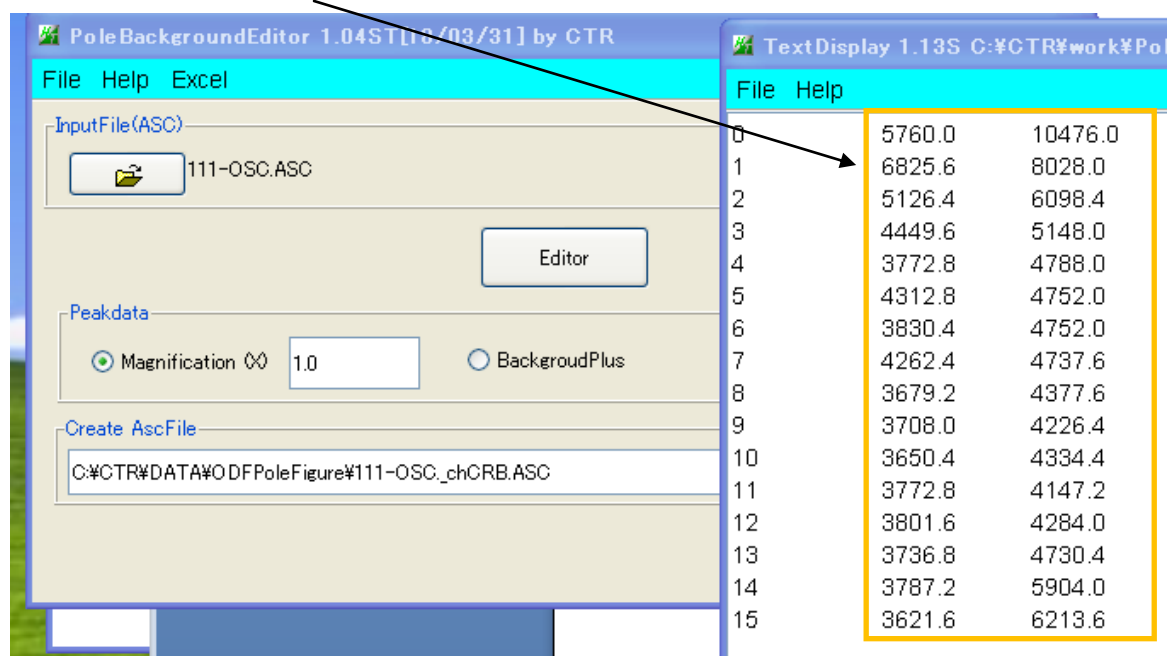 PoleBackgroundEditor 1.04ST[13/03/31] by CTR
File Help Excel
InputFile(ASC)
111-OSC.ASC
Editor
Peakdata
Magnification (X) 1.0 BackgroudPlus
Create AscFile
C:¥CTR¥DATA¥ODFPoleFigure¥111-OSC._chCRB.ASC
TextDisplay 1.13S C:¥CTR¥work¥Pol
File Help
0 5760.0 10476.0
1 6825.6 8028.0
2 5126.4 6098.4
3 4449.6 5148.0
4 3772.8 4788.0
5 4312.8 4752.0
6 3830.4 4752.0
7 4262.4 4737.6
8 3679.2 4377.6
9 3708.0 4226.4
10 3650.4 4334.4
11 3772.8 4147.2
12 3801.6 4284.0
13 3736.8 4730.4
14 3787.2 5904.0
15 3621.6 6213.6